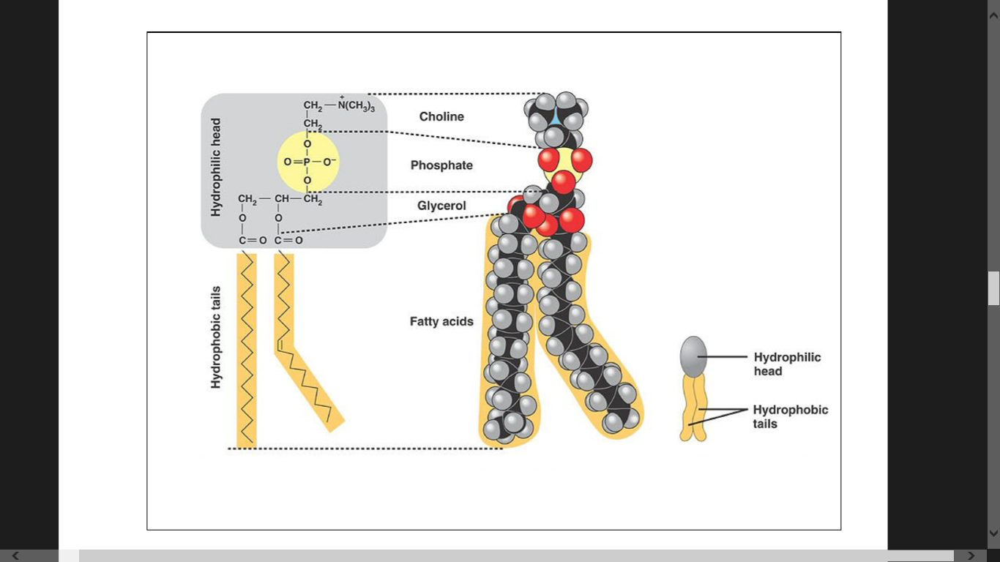 Hydrophilic head
+
CH2—N(CH3)3
CH2
O
O=P—O–
O
CH2—CH—CH2
O O
C=O C=O
Hydrophobic tails
Choline
Phosphate
Glycerol
Fatty acids
Hydrophilic
head
Hydrophobic
tails